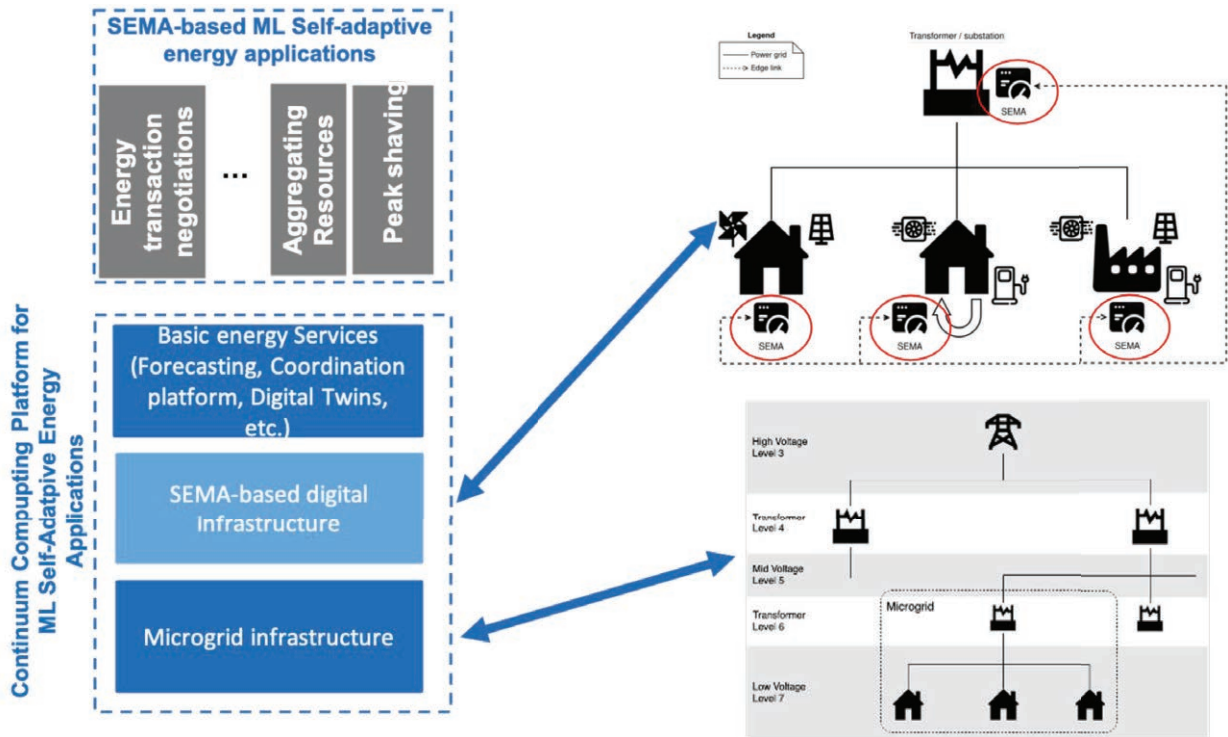 SEMA-based ML Self-adaptive
energy applications
Energy
transaction
negotiations
...
Aggregating
Resources
Peak shaving
Continuum Compupting Platform for
ML Self-Adatpive Energy
Applications
Basic energy Services
(Forecasting, Coordination
platform, Digital Twins,
etc.)
SEMA-based digital
infrastructure
Microgrid infrastructure
Legend
Power grid
Edge link
Transformer / substation
SEMA
SEMA
SEMA
SEMA
High Voltage
Level 3
Transformer
Level 4
Mid Voltage
Level 5
Transformer
Level 6
Microgrid
Low Voltage
Level 7